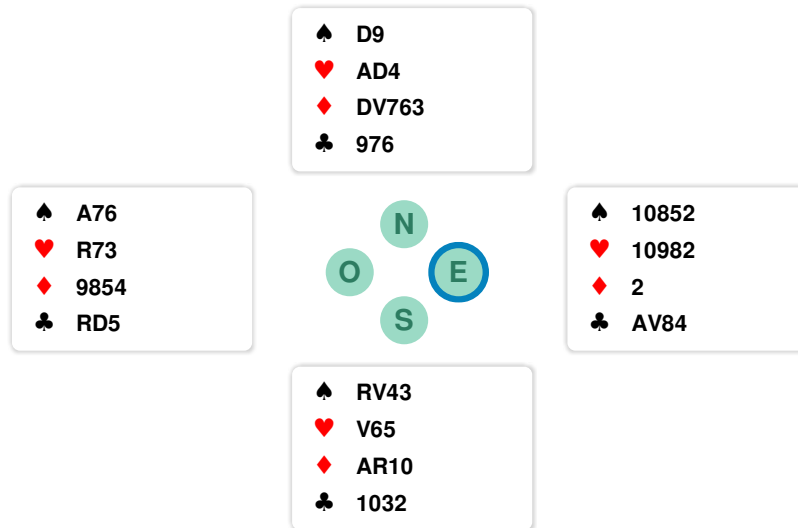 ♠ D9
♥ AD4
♦ DV763
♣ 976
♠ A76
♥ R73
♦ 9854
♣ RD5
N
O
E
S
♠ 10852
♥ 10982
♦ 2
♣ AV84
♠ RV43
♥ V65
♦ AR10
♣ 1032